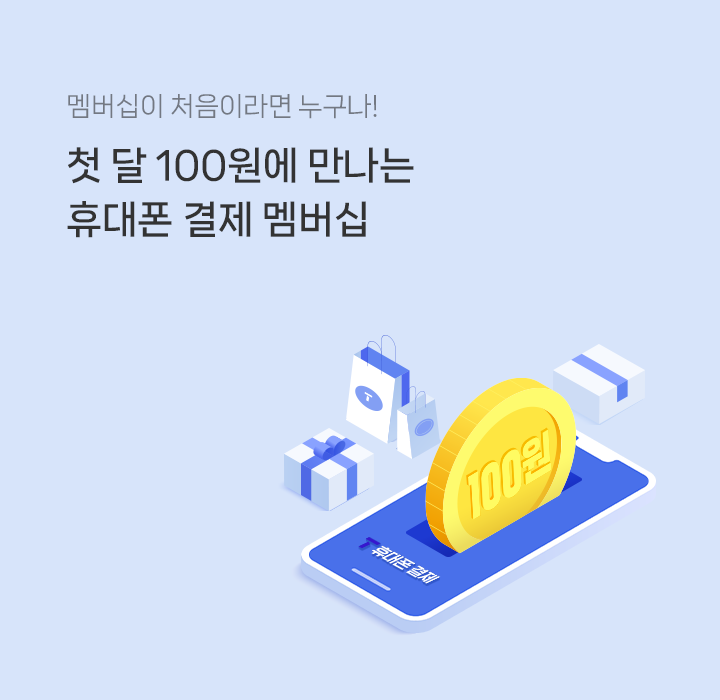 멤버십이 처음이라면 누구나!
첫 달 100원에 만나는
휴대폰 결제 멤버십
T
100원
T 휴대폰 결제